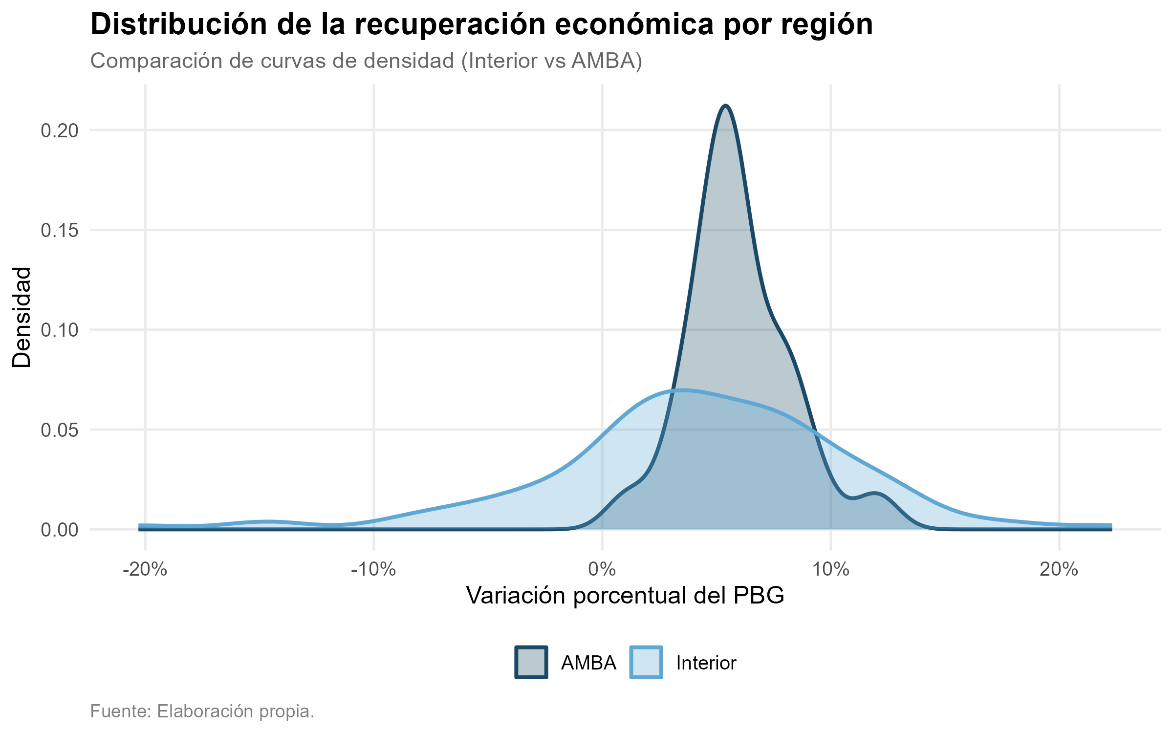 Distribución de la recuperación económica por región
Comparación de curvas de densidad (Interior vs AMBA)
Densidad
0.20
0.15
0.10
0.05
0.00
-20%
-10%
0%
10%
20%
Variación porcentual del PBG
AMBA
Interior
Fuente: Elaboración propia.